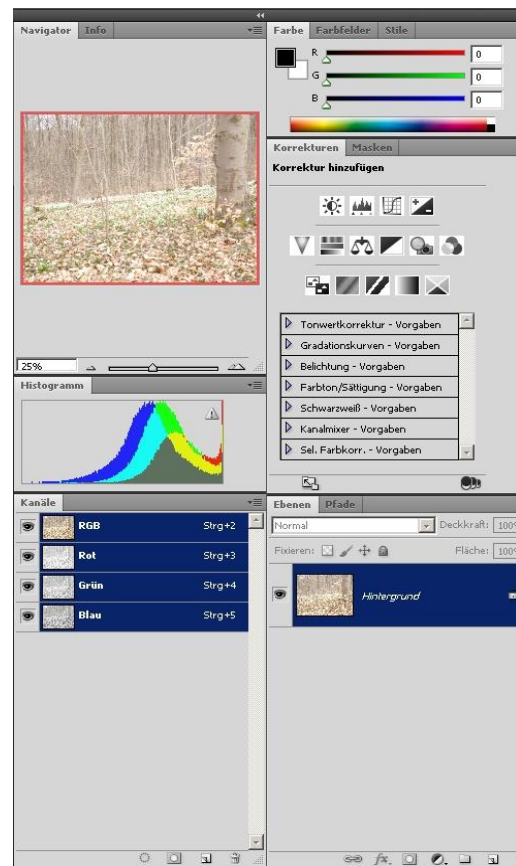 Navigator Info
25%
Histogramm
Kanäle
RGB Strg+2
Rot Strg+3
Grün Strg+4
Blau Strg+5
Farbe Farbfelder Stile
R 0
G 0
B 0
Korrekturen Masken
Korrektur hinzufügen
Tonwertkorrektur - Vorgaben
Gradationskurven - Vorgaben
Belichtung - Vorgaben
Farbton/Sättigung - Vorgaben
Schwarzweiß - Vorgaben
Kanalmixer - Vorgaben
Sel. Farbkorr. - Vorgaben
Ebenen Pfade
Normal Deckkraft: 100%
Fixieren: Fläche: 100%
Hintergrund
fx.